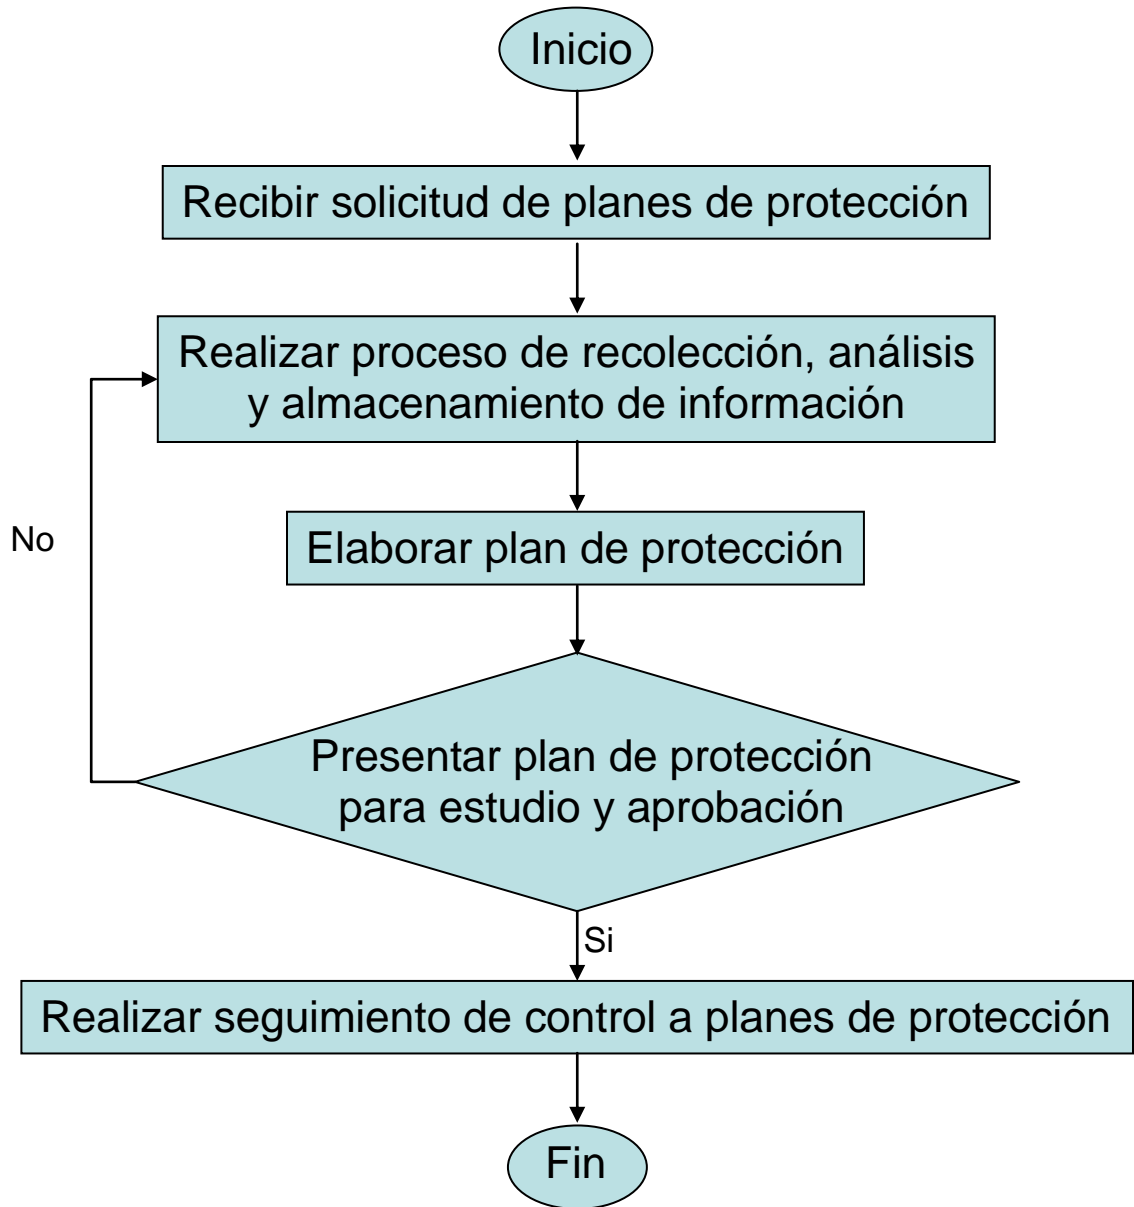 Inicio
Recibir solicitud de planes de protección
Realizar proceso de recolección, análisis
y almacenamiento de información
No
Elaborar plan de protección
Presentar plan de protección
para estudio y aprobación
Si
Realizar seguimiento de control a planes de protección
Fin